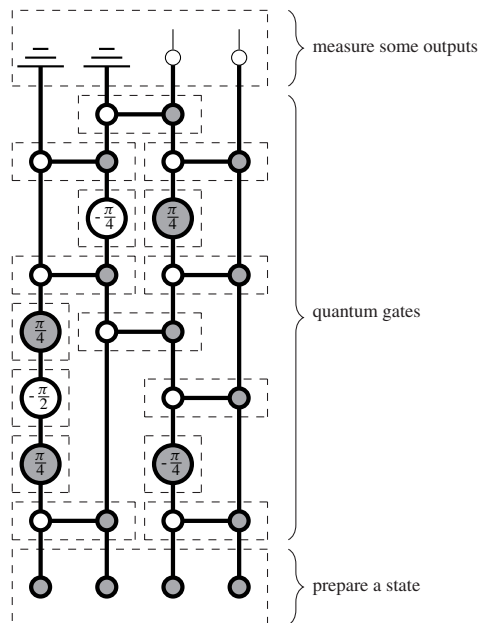 measure some outputs
-π/4 π/4
quantum gates
π/4
-π/2
π/4 -π/4
prepare a state